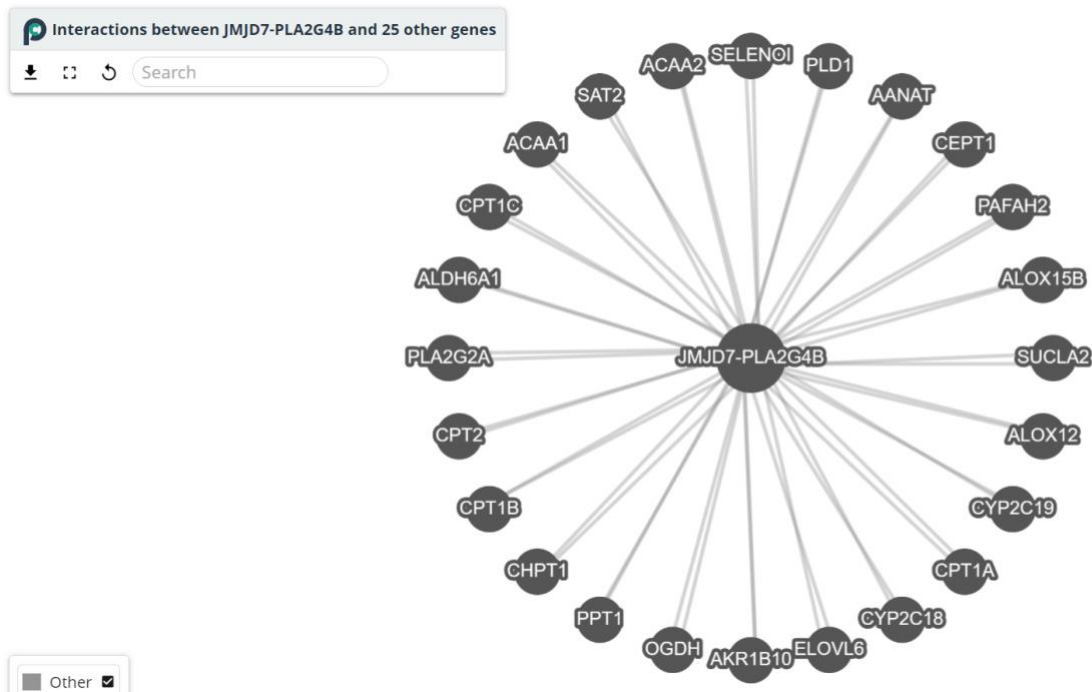 Interactions between JMJD7-PLA2G4B and 25 other genes
Search
SELENOI
ACAA2
PLD1
SAT2
AANAT
ACAA1
CEPT1
CPT1C
PAFAH2
ALDH6A1
ALOX15B
PLA2G2A
JMJD7-PLA2G4B
SUCLA2
CPT2
ALOX12
CPT1B
CYP2C19
CHPT1
CPT1A
PPT1
CYP2C18
OGDH
AKR1B10
ELOVL6
Other